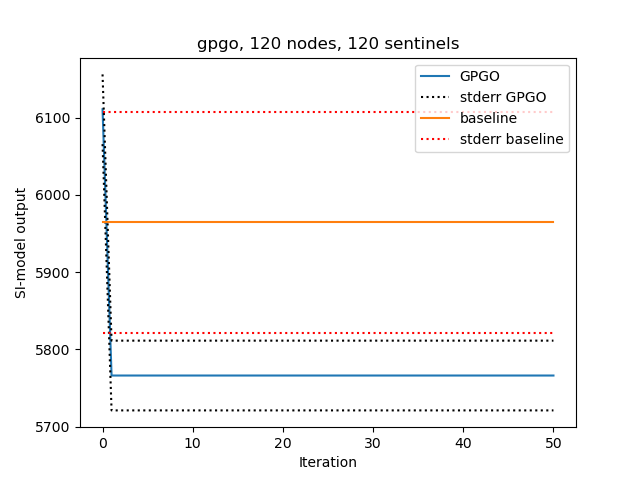 gpgo, 120 nodes, 120 sentinels
GPGO
stderr GPGO
baseline
stderr baseline
SI-model output
6100
6000
5900
5800
5700
0 10 20 30 40 50
Iteration